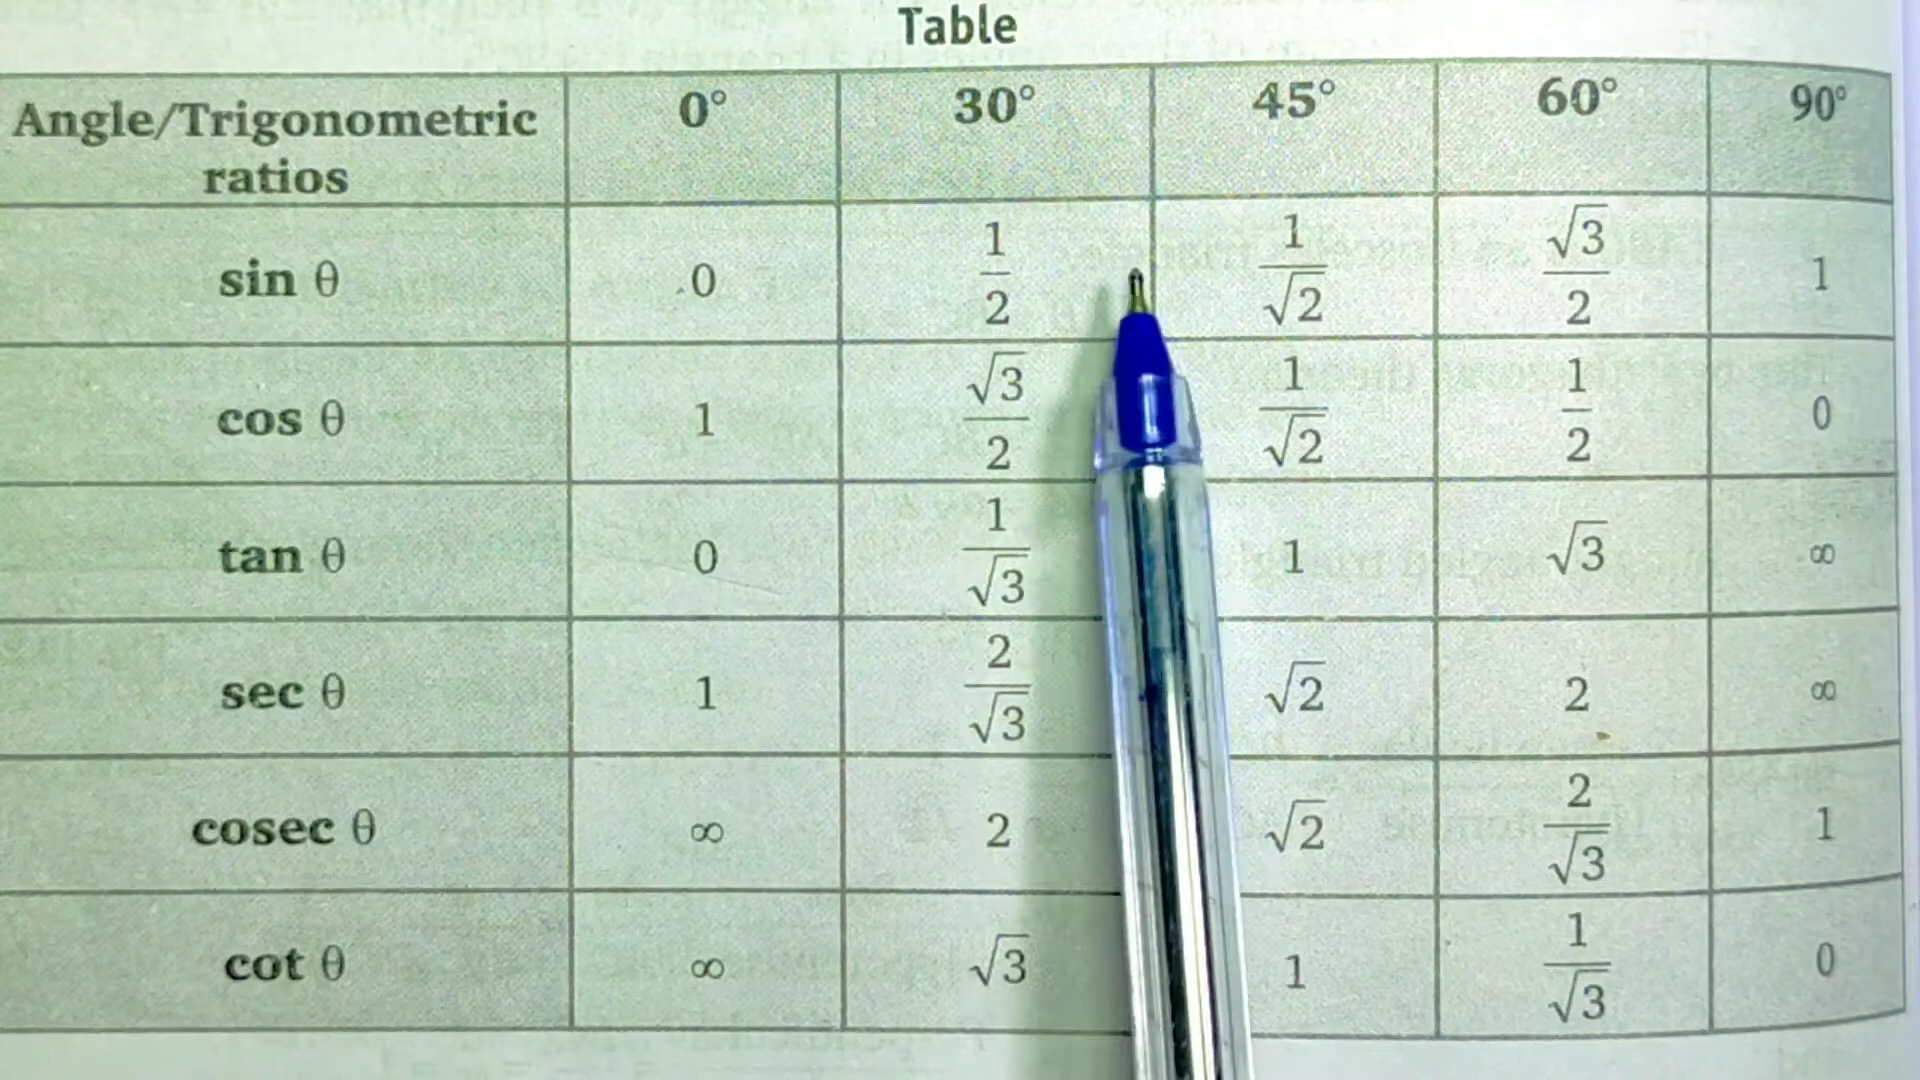 Table
Angle/Trigonometric ratios 0° 30° 45° 60° 90°
sin θ 0 1/2 1/√2 √3/2 1
cos θ 1 √3/2 1/√2 1/2 0
tan θ 0 1/√3 1 √3 ∞
sec θ 1 2/√3 √2 2 ∞
cosec θ ∞ 2 √2 2/√3 1
cot θ ∞ √3 1 1/√3 0